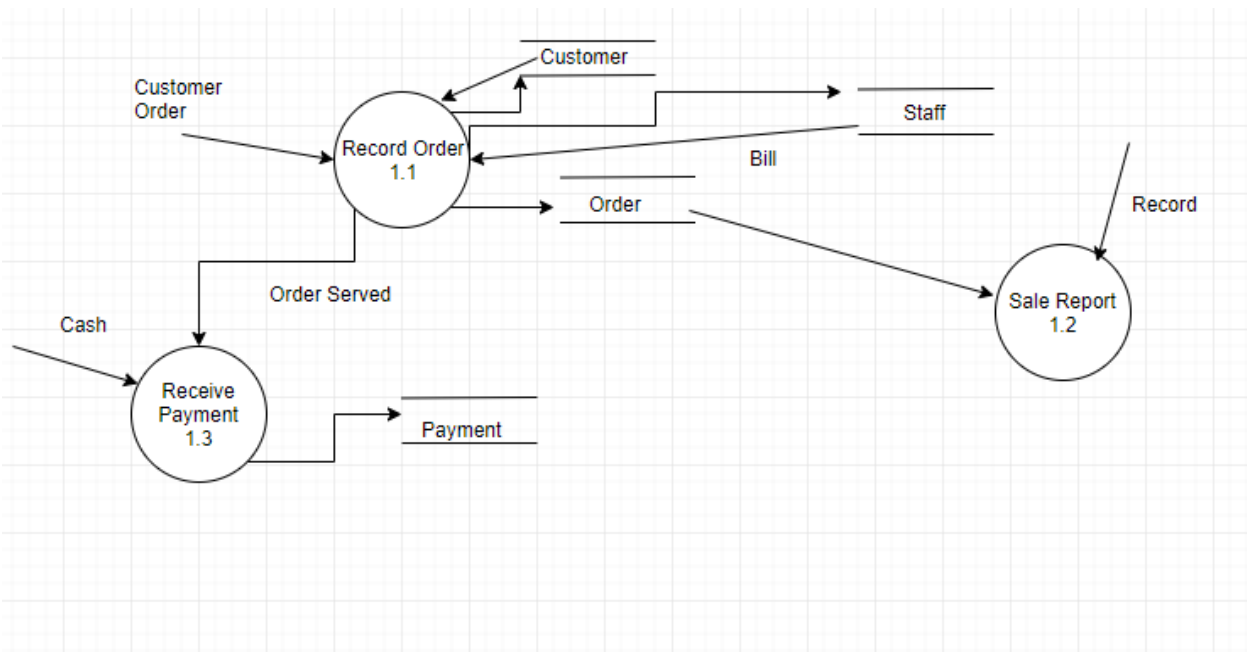 Customer
Customer
Order
Staff
Record Order
1.1
Bill
Order
Record
Order Served
Sale Report
1.2
Cash
Receive
Payment
1.3
Payment